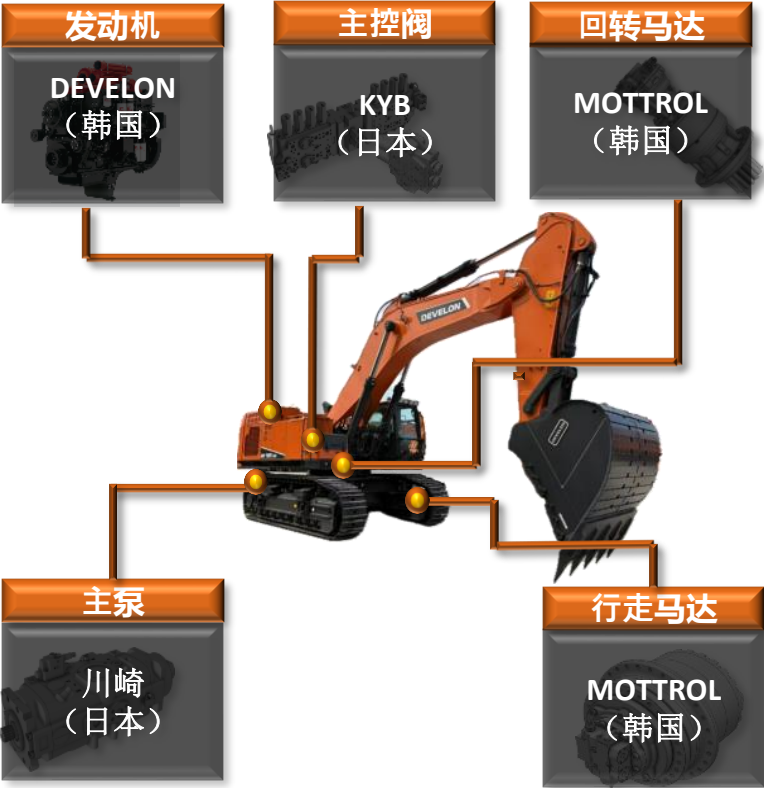 发动机
DEVELON
（韩国）
主控阀
KYB
（日本）
回转马达
MOTTROL
（韩国）
DEVELON
DEVELON
主泵
川崎
（日本）
行走马达
MOTTROL
（韩国）